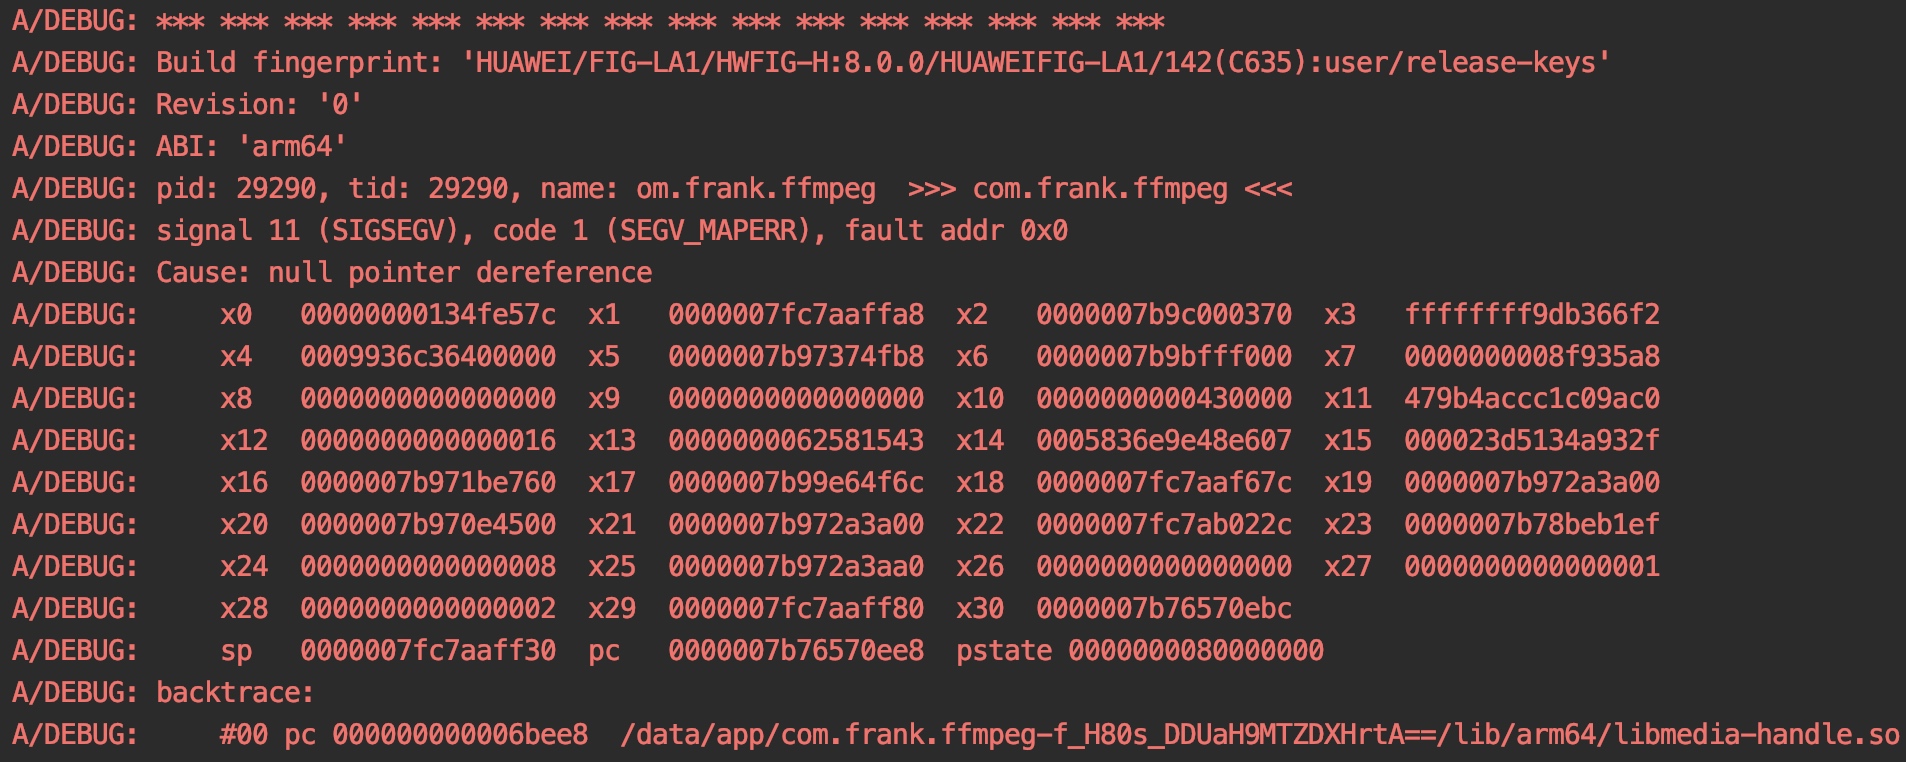 A/DEBUG: *** *** *** *** *** *** *** *** *** *** *** *** *** *** *** ***
A/DEBUG: Build fingerprint: 'HUAWEI/FIG-LA1/HWFIG-H:8.0.0/HUAWEIFIG-LA1/142(C635):user/release-keys'
A/DEBUG: Revision: '0'
A/DEBUG: ABI: 'arm64'
A/DEBUG: pid: 29290, tid: 29290, name: om.frank.ffmpeg  >>> com.frank.ffmpeg <<<
A/DEBUG: signal 11 (SIGSEGV), code 1 (SEGV_MAPERR), fault addr 0x0
A/DEBUG: Cause: null pointer dereference
A/DEBUG:     x0   00000000134fe57c  x1   0000007fc7aaffa8  x2   0000007b9c000370  x3   ffffffff9db366f2
A/DEBUG:     x4   0009936c36400000  x5   0000007b97374fb8  x6   0000007b9bfff000  x7   0000000008f935a8
A/DEBUG:     x8   0000000000000000  x9   0000000000000000  x10  0000000000430000  x11  479b4accc1c09ac0
A/DEBUG:     x12  0000000000000016  x13  0000000062581543  x14  0005836e9e48e607  x15  000023d5134a932f
A/DEBUG:     x16  0000007b971be760  x17  0000007b99e64f6c  x18  0000007fc7aaf67c  x19  0000007b972a3a00
A/DEBUG:     x20  0000007b970e4500  x21  0000007b972a3a00  x22  0000007fc7ab022c  x23  0000007b78beb1ef
A/DEBUG:     x24  0000000000000008  x25  0000007b972a3aa0  x26  0000000000000000  x27  0000000000000001
A/DEBUG:     x28  0000000000000002  x29  0000007fc7aaff80  x30  0000007b76570ebc
A/DEBUG:     sp   0000007fc7aaff30  pc   0000007b76570ee8  pstate 0000000080000000
A/DEBUG: backtrace:
A/DEBUG:     #00 pc 000000000006bee8  /data/app/com.frank.ffmpeg-f_H80s_DDUaH9MTZDXHrtA==/lib/arm64/libmedia-handle.so